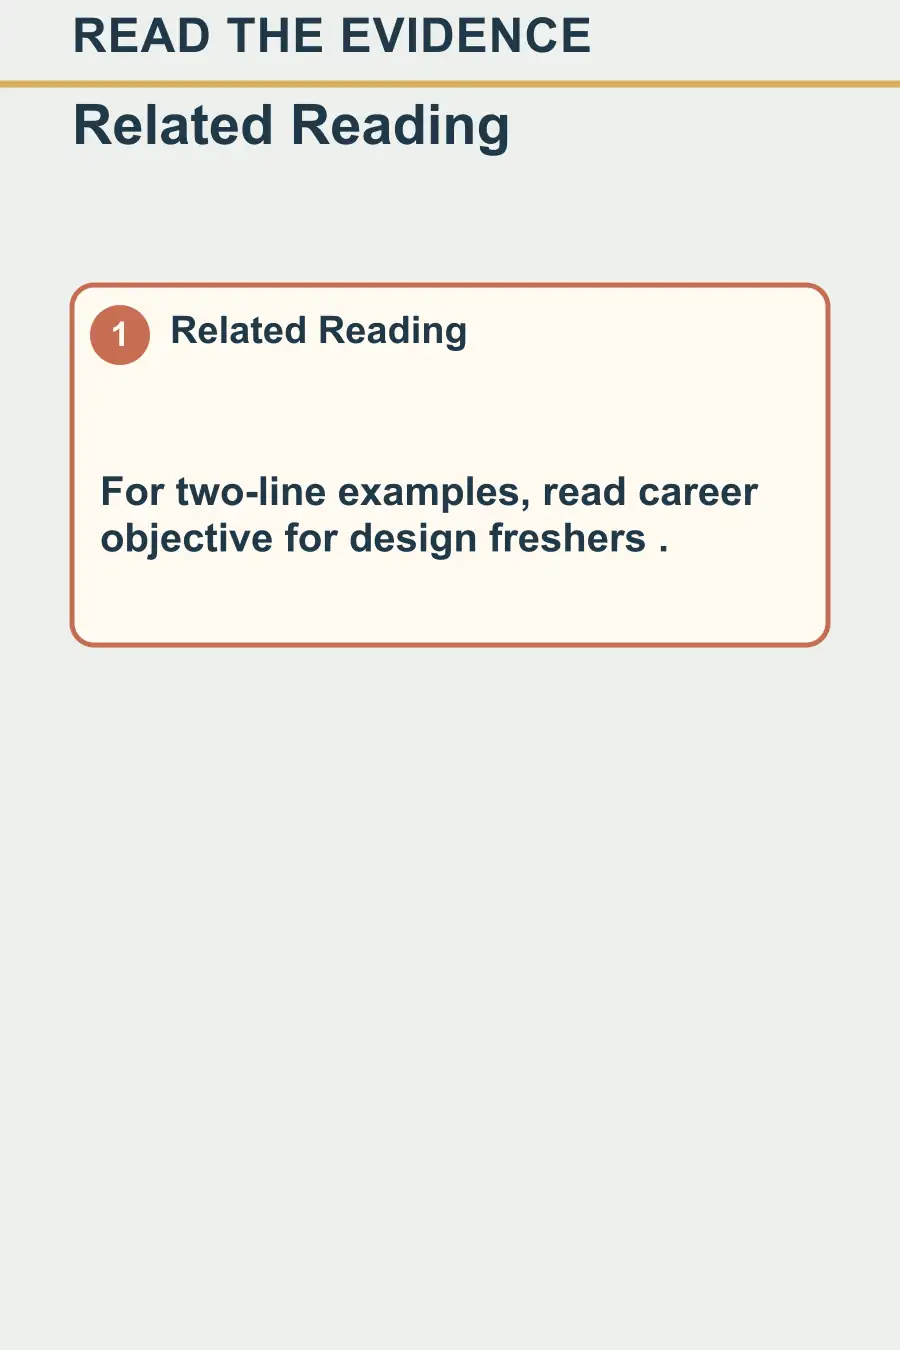 READ THE EVIDENCE
Related Reading
1 Related Reading
For two-line examples, read career
objective for design freshers .